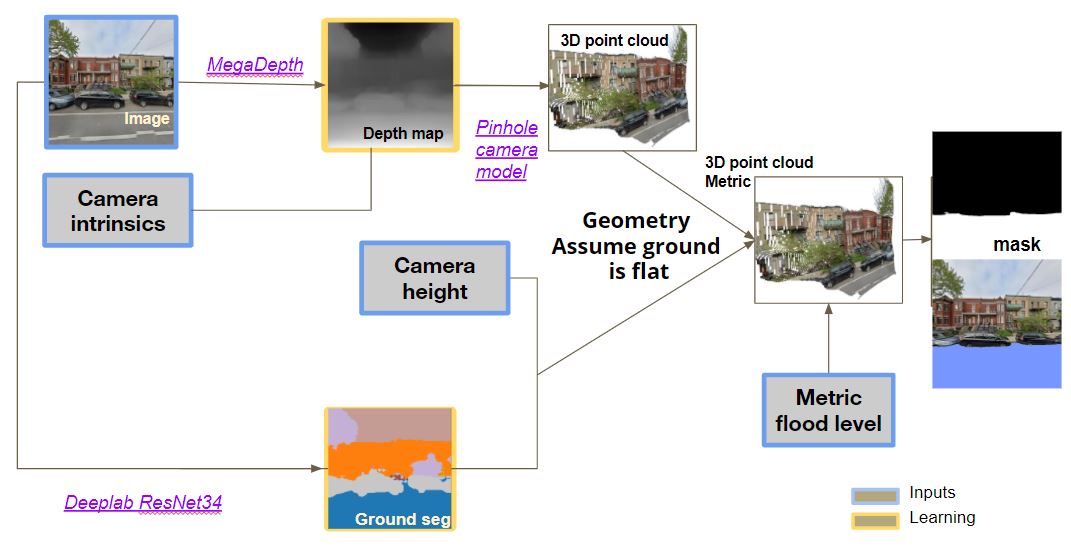 Image
MegaDepth
Depth map
3D point cloud
Pinhole
camera
model
Camera
intrinsics
3D point cloud
Metric
Geometry
Assume ground
is flat
Camera
height
mask
Metric
flood level
Deeplab ResNet34
Ground seg
Inputs
Learning